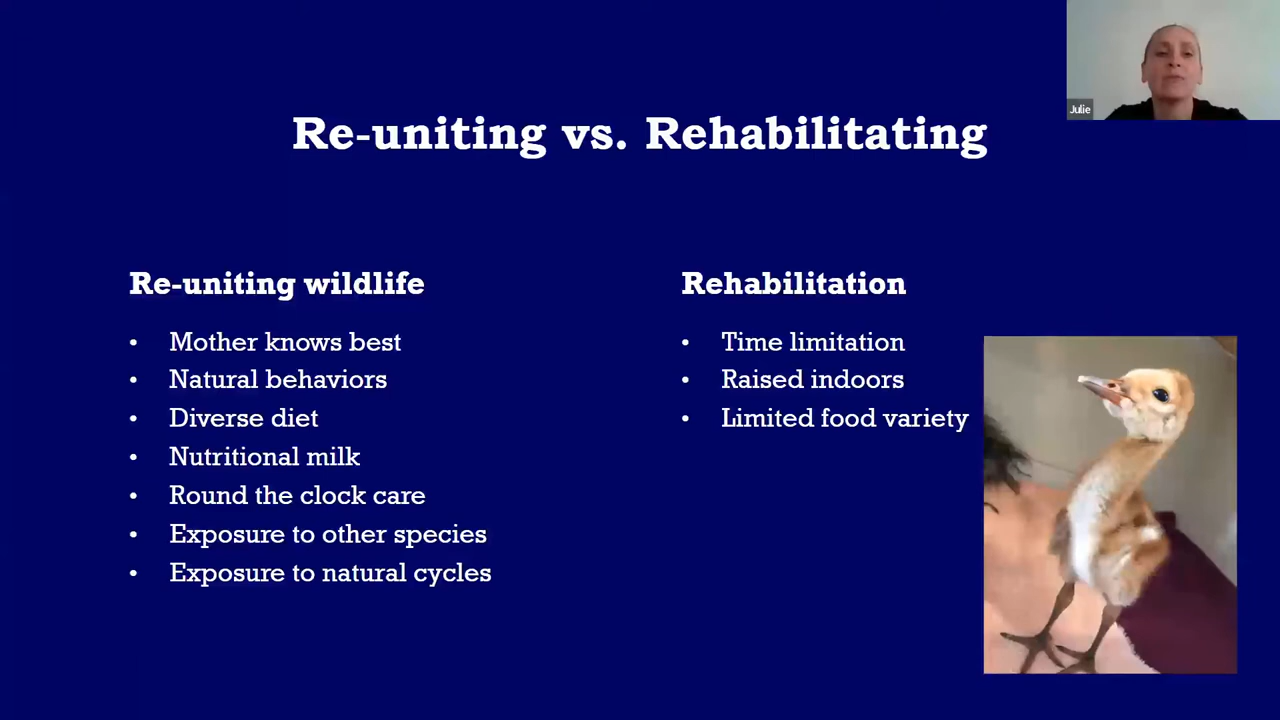 Julie
Re-uniting vs. Rehabilitating
Re-uniting wildlife
• Mother knows best
• Natural behaviors
• Diverse diet
• Nutritional milk
• Round the clock care
• Exposure to other species
• Exposure to natural cycles
Rehabilitation
• Time limitation
• Raised indoors
• Limited food variety